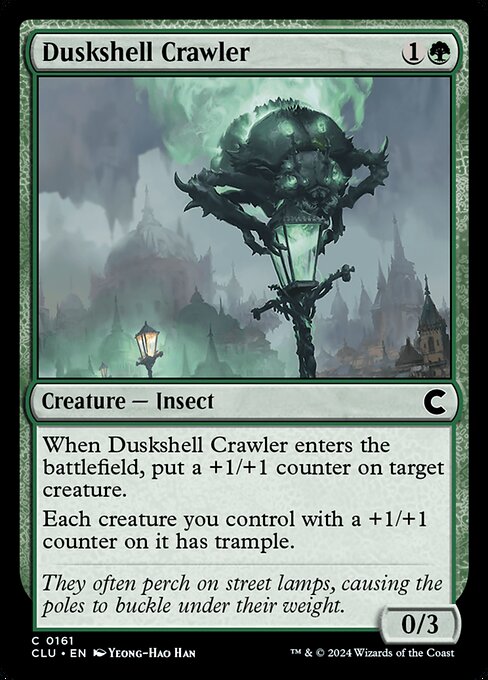 Duskshell Crawler 1
Creature — Insect
When Duskshell Crawler enters the
battlefield, put a +1/+1 counter on target
creature.
Each creature you control with a +1/+1
counter on it has trample.
They often perch on street lamps, causing the
poles to buckle under their weight.
0/3
C 0161
CLU • EN Yeong-Hao Han
™ & © 2024 Wizards of the Coast